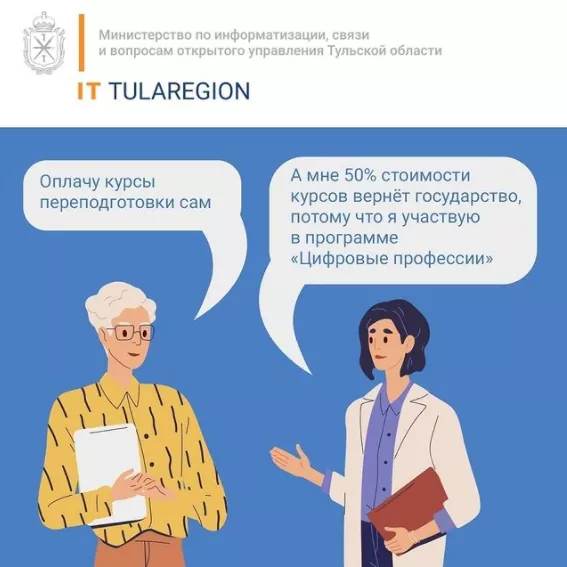 Министерство по информатизации, связи
и вопросам открытого управления Тульской области
IT TULAREGION
Оплачу курсы
переподготовки сам
А мне 50% стоимости
курсов вернёт государство,
потому что я участвую
в программе
«Цифровые профессии»